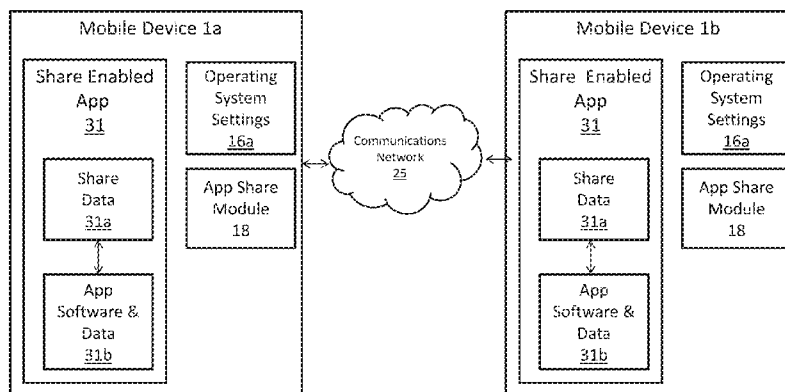 Mobile Device 1a
Share Enabled
App
31
Share
Data
31a
App
Software &
Data
31b
Operating
System
Settings
16a
App Share
Module
18
Communications
Network
25
Mobile Device 1b
Share Enabled
App
31
Share
Data
31a
App
Software &
Data
31b
Operating
System
Settings
16a
App Share
Module
18